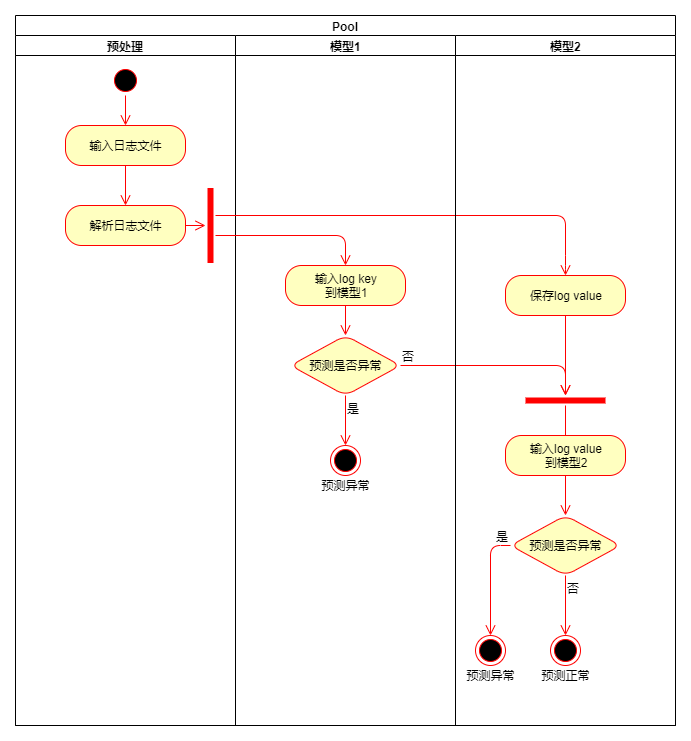 Pool
预处理
模型1
模型2
输入日志文件
解析日志文件
输入log key
到模型1
保存log value
预测是否异常
否
是
预测异常
输入log value
到模型2
预测是否异常
是
否
预测异常
预测正常